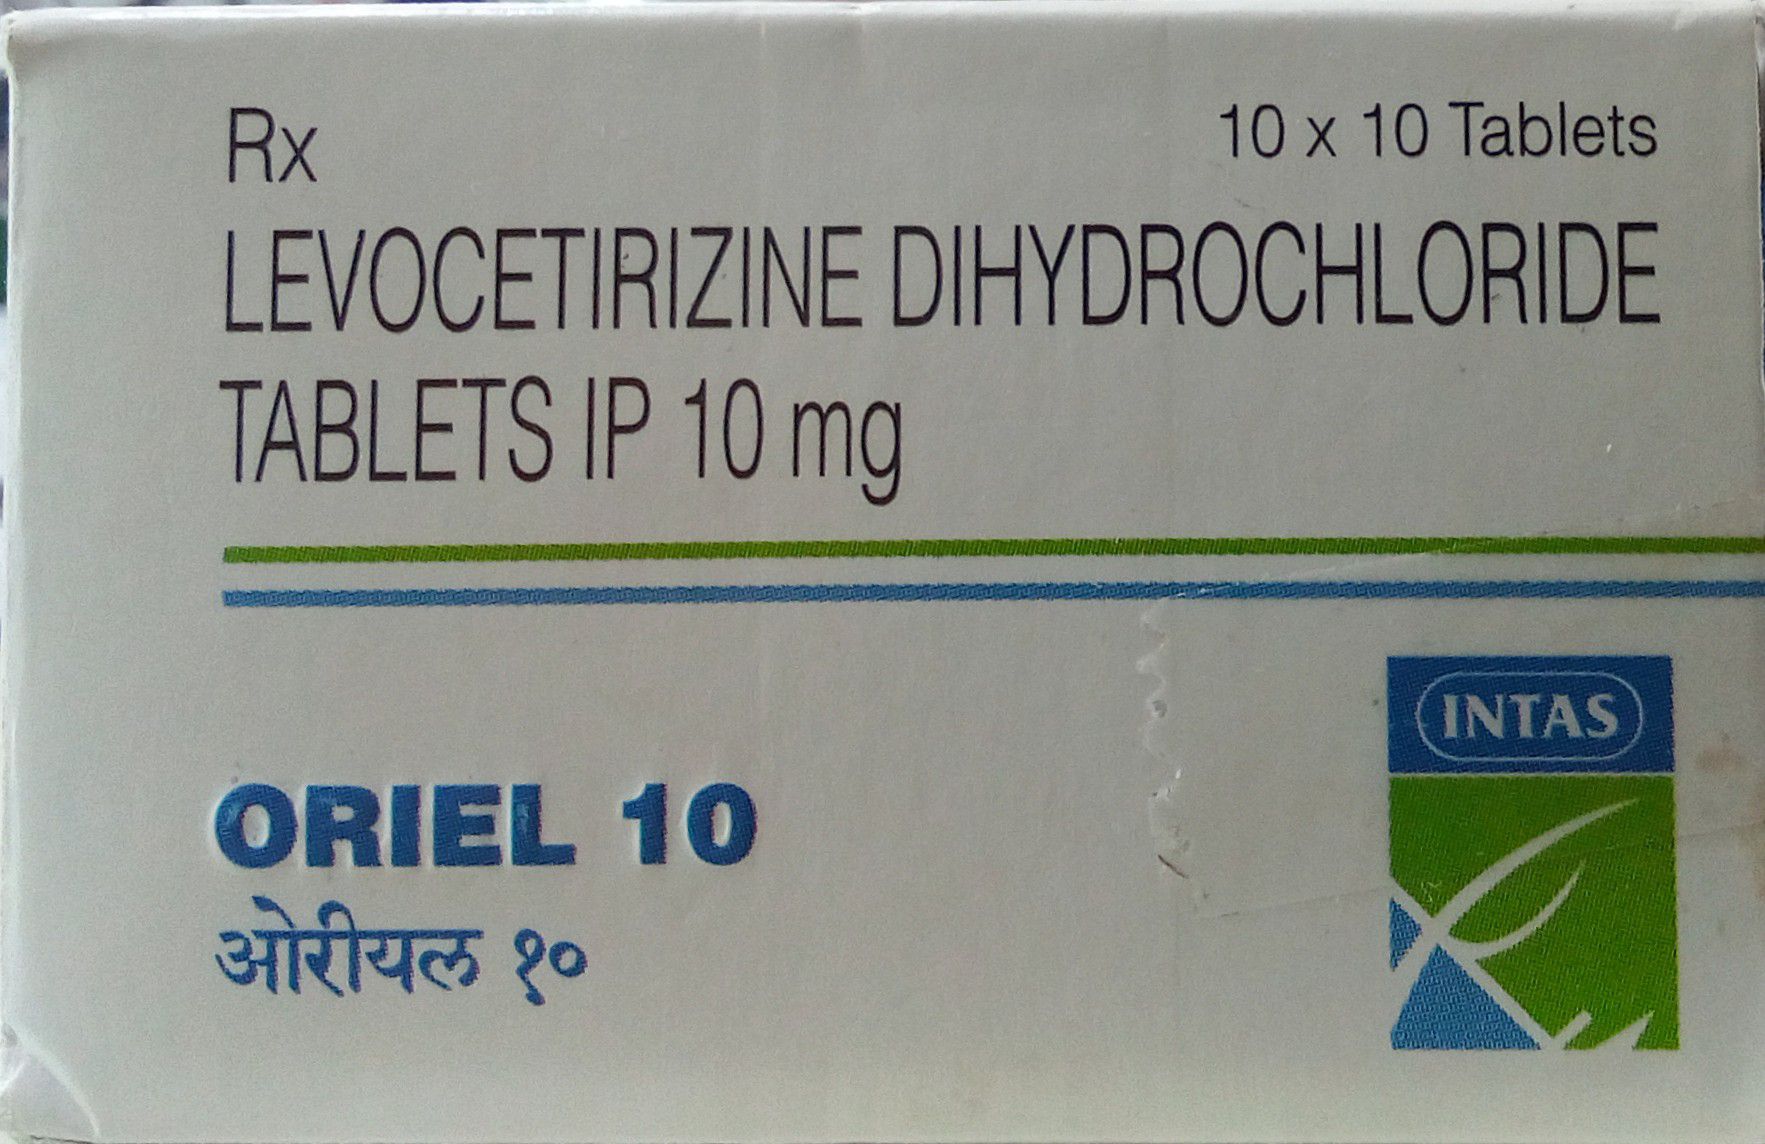 Rx
10 x 10 Tablets
LEVOCETIRIZINE DIHYDROCHLORIDE
TABLETS IP 10 mg
INTAS
ORIEL 10
ओरीयल १०